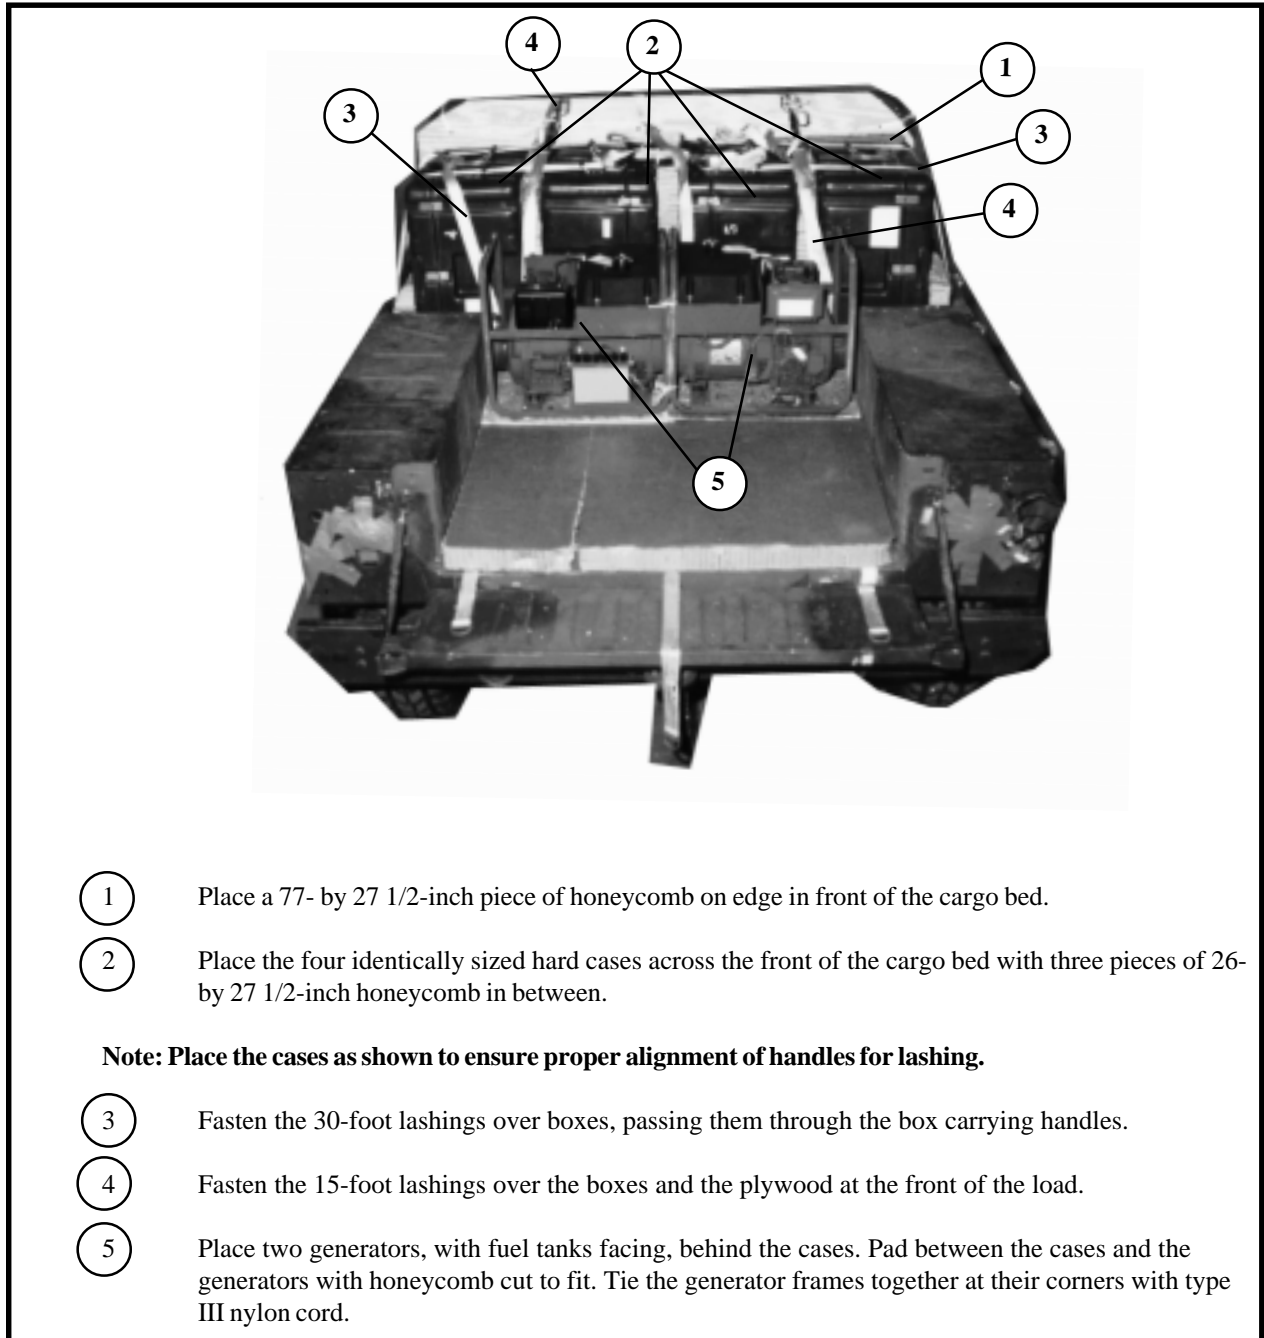 4
2
1
3
3
4
5
1 Place a 77- by 27 1/2-inch piece of honeycomb on edge in front of the cargo bed.
2 Place the four identically sized hard cases across the front of the cargo bed with three pieces of 26-
by 27 1/2-inch honeycomb in between.
Note: Place the cases as shown to ensure proper alignment of handles for lashing.
3 Fasten the 30-foot lashings over boxes, passing them through the box carrying handles.
4 Fasten the 15-foot lashings over the boxes and the plywood at the front of the load.
5 Place two generators, with fuel tanks facing, behind the cases. Pad between the cases and the
generators with honeycomb cut to fit. Tie the generator frames together at their corners with type
III nylon cord.